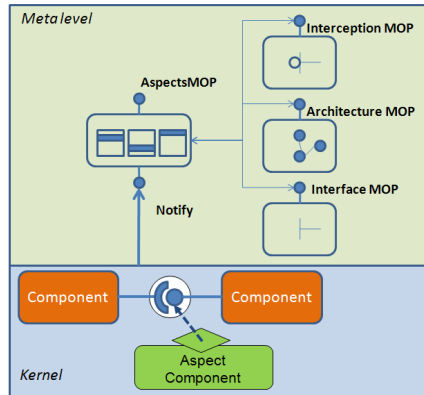 Meta level
Interception MOP
AspectsMOP
Architecture MOP
Interface MOP
Notify
Component
Component
Aspect
Component
Kernel